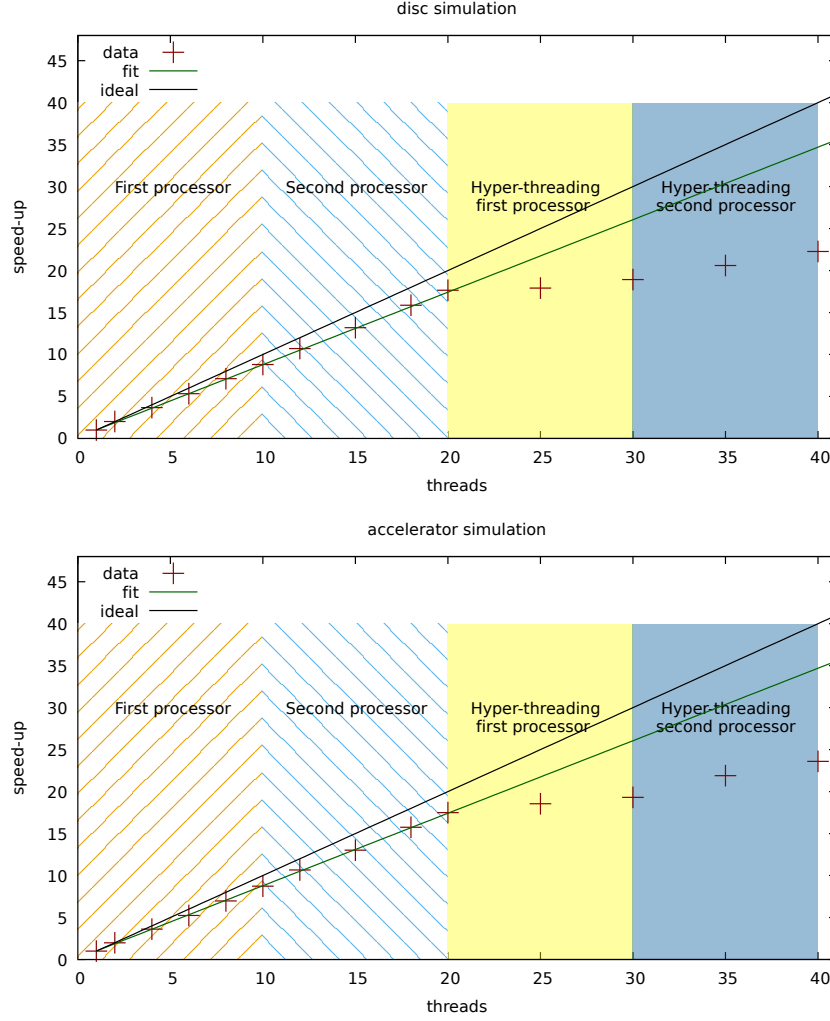 disc simulation
45
40
35
30
25
20
15
10
5
0
speed-up
data
fit
ideal
First processor
Second processor
Hyper-threading
first processor
Hyper-threading
second processor
0 5 10 15 20 25 30 35 40
threads
accelerator simulation
45
40
35
30
25
20
15
10
5
0
speed-up
data
fit
ideal
First processor
Second processor
Hyper-threading
first processor
Hyper-threading
second processor
0 5 10 15 20 25 30 35 40
threads